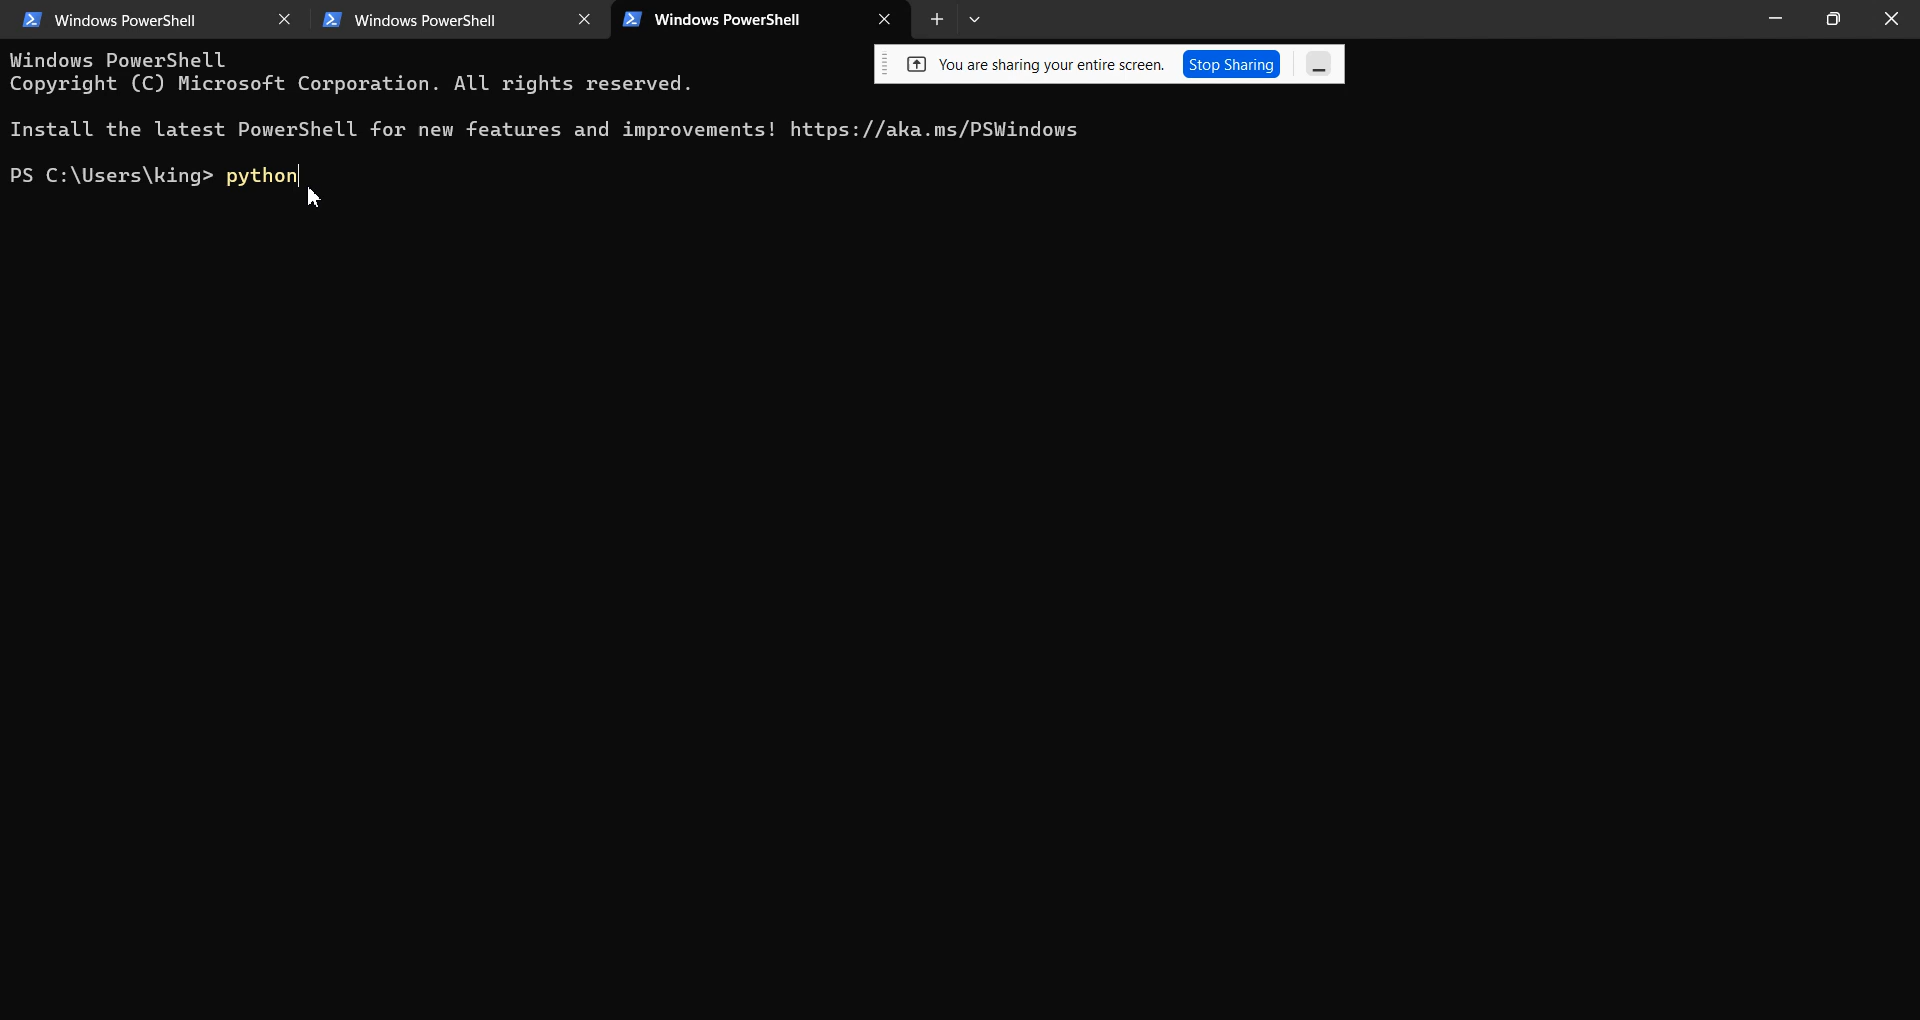 Windows PowerShell
Windows PowerShell
Windows PowerShell
You are sharing your entire screen.
Stop Sharing
Windows PowerShell
Copyright (C) Microsoft Corporation. All rights reserved.
Install the latest PowerShell for new features and improvements! https://aka.ms/PSWindows
PS C:\Users\king> python